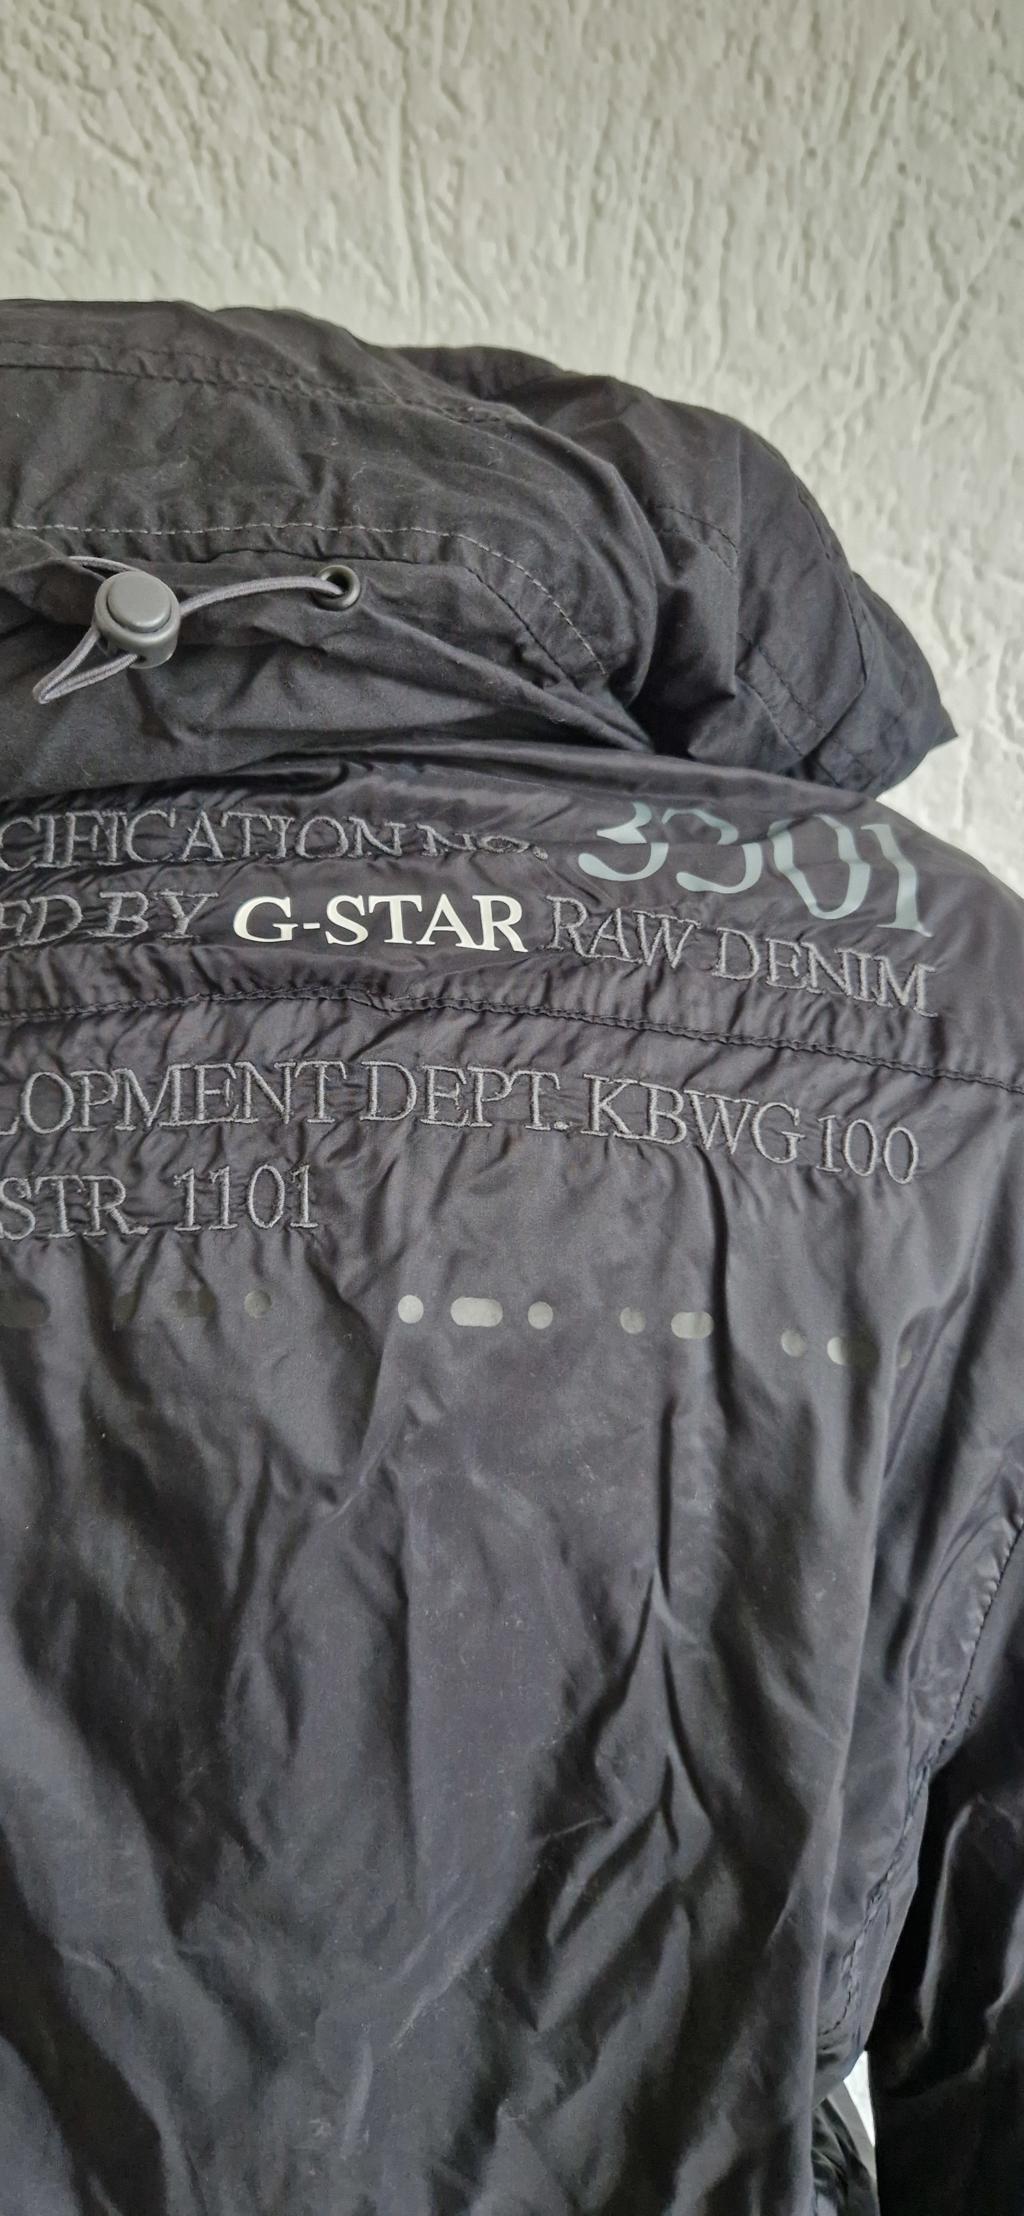 CIFICATION NO. 3301
ED BY G-STAR RAW DENIM
LOPMENT DEPT. KBWG 100
STR. 1101